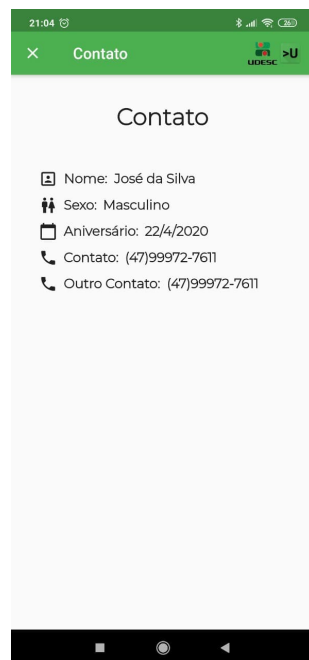 21:04 26
Contato UDESC >U
Contato
Nome: José da Silva
Sexo: Masculino
Aniversário: 22/4/2020
Contato: (47)99972-7611
Outro Contato: (47)99972-7611